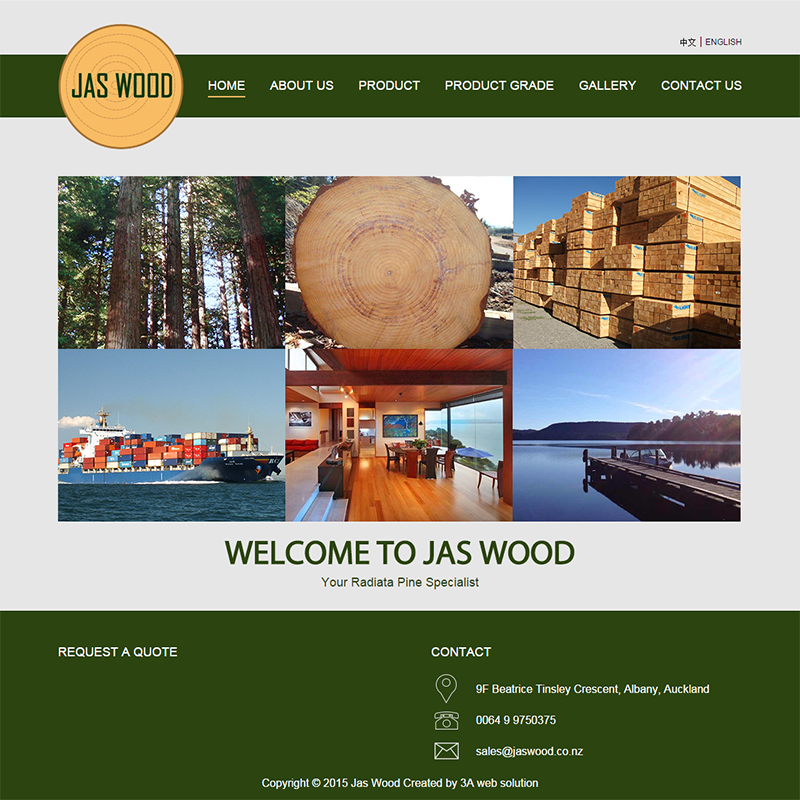 中文 | ENGLISH
JAS WOOD
HOME ABOUT US PRODUCT PRODUCT GRADE GALLERY CONTACT US
WELCOME TO JAS WOOD
Your Radiata Pine Specialist
REQUEST A QUOTE
CONTACT
9F Beatrice Tinsley Crescent, Albany, Auckland
0064 9 9750375
sales@jaswood.co.nz
Copyright © 2015 Jas Wood Created by 3A web solution